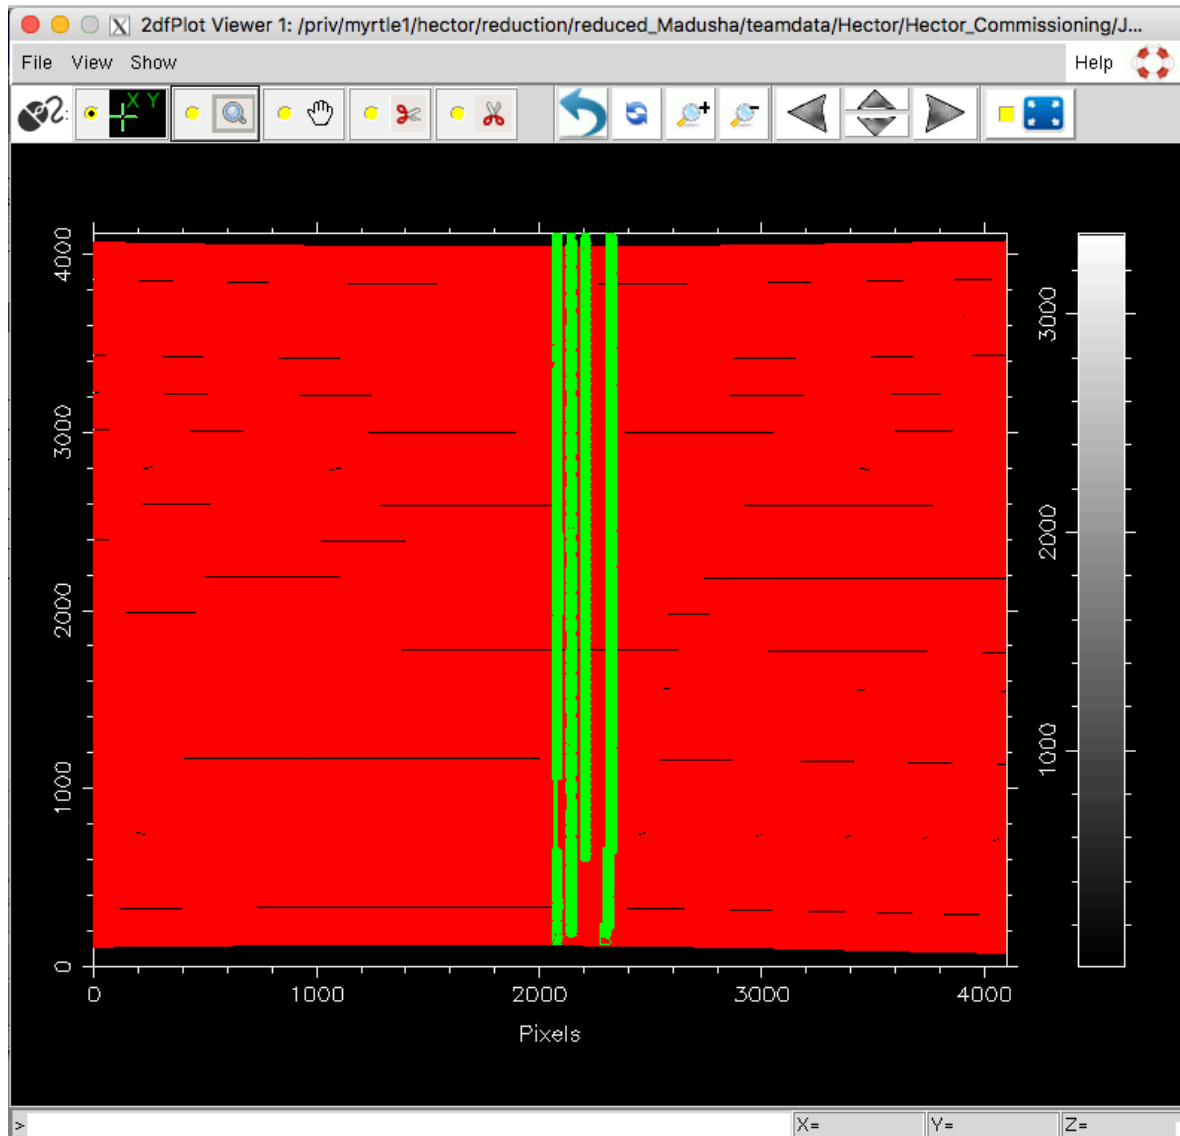 2dfPlot Viewer 1: /priv/myrtle1/hector/reduction/reduced_Madusha/teamdata/Hector/Hector_Commissioning/J...
File View Show Help
X Y
4000
3000
2000
1000
0
0 1000 2000 3000 4000
Pixels
3000
2000
1000
> X= Y= Z=